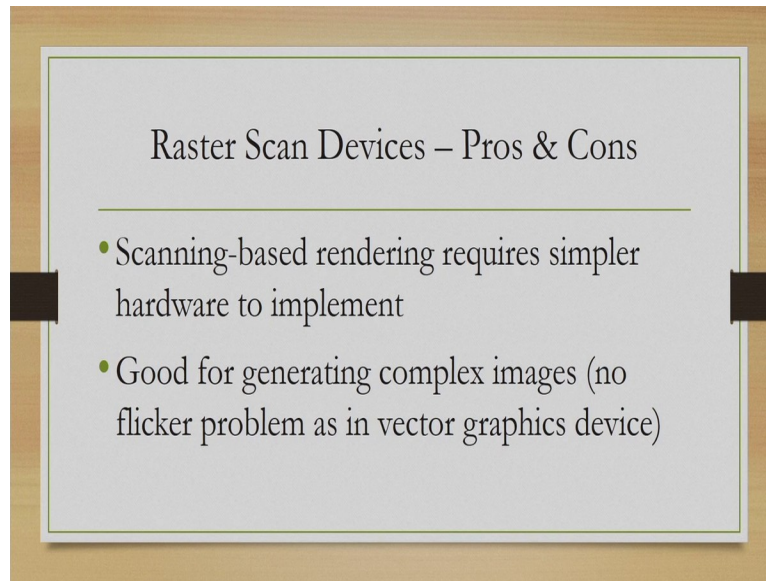 Raster Scan Devices – Pros & Cons
• Scanning-based rendering requires simpler
hardware to implement
• Good for generating complex images (no
flicker problem as in vector graphics device)